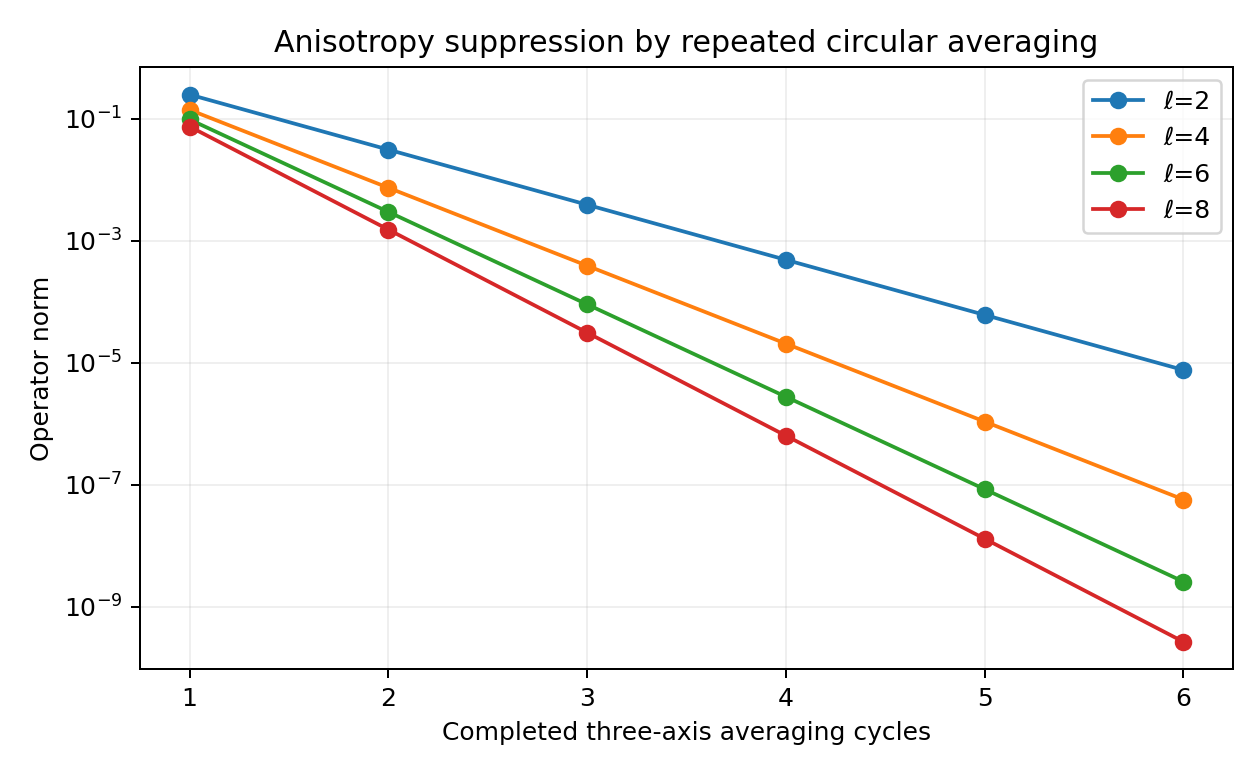 Anisotropy suppression by repeated circular averaging
ℓ=2
ℓ=4
ℓ=6
ℓ=8
Operator norm
10⁻¹
10⁻³
10⁻⁵
10⁻⁷
10⁻⁹
1 2 3 4 5 6
Completed three-axis averaging cycles